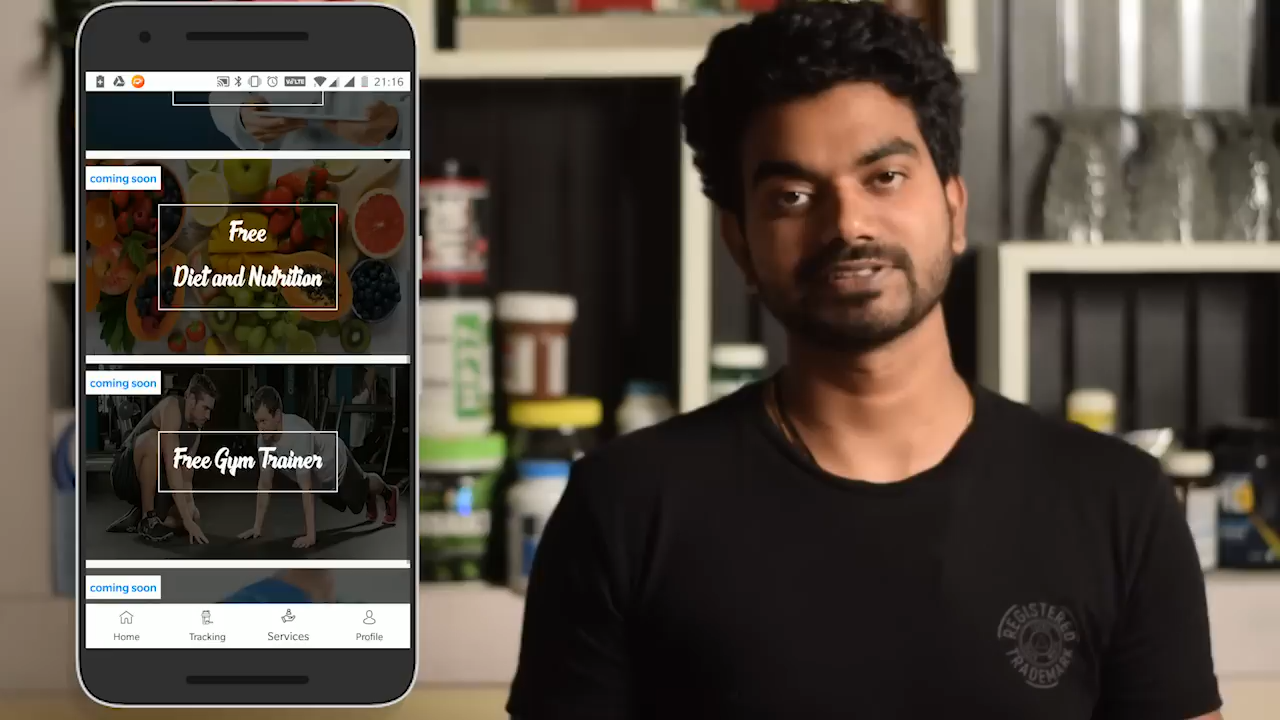 VoLTE
21:16
coming soon
Free
Diet and Nutrition
coming soon
Free Gym Trainer
coming soon
Home
Tracking
Services
Profile
REGISTERED
TRADEMARK